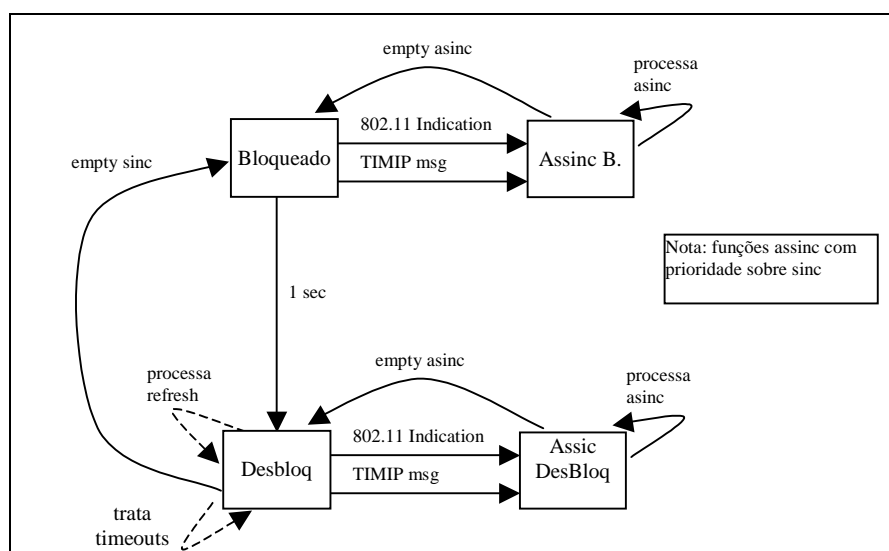 empty asinc
processa
asinc
802.11 Indication
Bloqueado
TIMIP msg
Assinc B.
empty sinc
Nota: funções assinc com
prioridade sobre sinc
1 sec
empty asinc
processa
refresh
processa
asinc
802.11 Indication
Desbloq
TIMIP msg
Assic
DesBloq
trata
timeouts